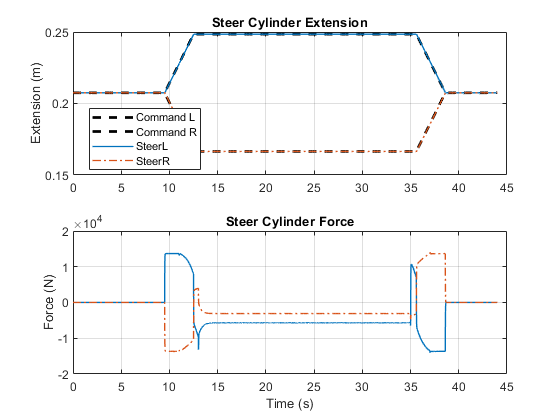 Steer Cylinder Extension
0.25
0.2
0.15
Extension (m)
Command L
Command R
SteerL
SteerR
0 5 10 15 20 25 30 35 40 45
Steer Cylinder Force
×10⁴
2
1
0
-1
-2
Force (N)
0 5 10 15 20 25 30 35 40 45
Time (s)